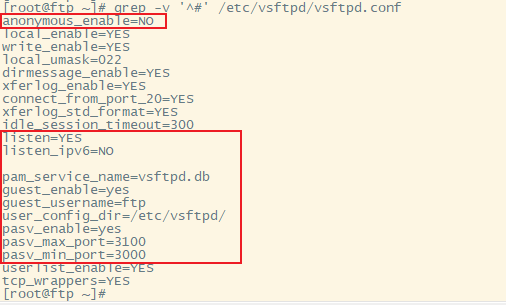 [root@ftp ~]# grep -v '^#' /etc/vsftpd/vsftpd.conf
anonymous_enable=NO
local_enable=YES
write_enable=YES
local_umask=022
dirmessage_enable=YES
xferlog_enable=YES
connect_from_port_20=YES
xferlog_std_format=YES
idle_session_timeout=300
listen=YES
listen_ipv6=NO
pam_service_name=vsftpd.db
guest_enable=yes
guest_username=ftp
user_config_dir=/etc/vsftpd/
pasv_enable=yes
pasv_max_port=3100
pasv_min_port=3000
userlist_enable=YES
tcp_wrappers=YES
[root@ftp ~]#